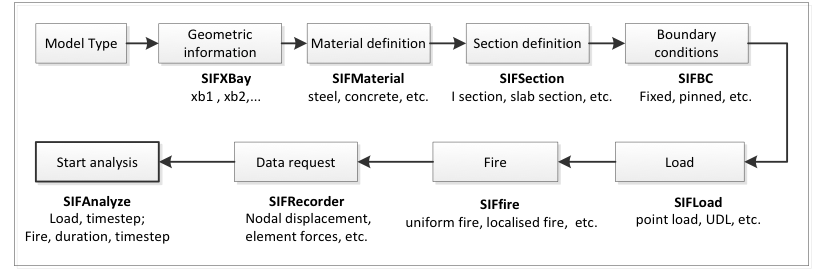 Model Type
Geometric
information
SIFXBay
xb1 , xb2,...
Material definition
SIFMaterial
steel, concrete, etc.
Section definition
SIFSection
I section, slab section, etc.
Boundary
conditions
SIFBC
Fixed, pinned, etc.
Load
SIFLoad
point load, UDL, etc.
Fire
SIFfire
uniform fire, localised fire,  etc.
Data request
SIFRecorder
Nodal displacement,
element forces, etc.
Start analysis
SIFAnalyze
Load, timestep;
Fire, duration, timestep